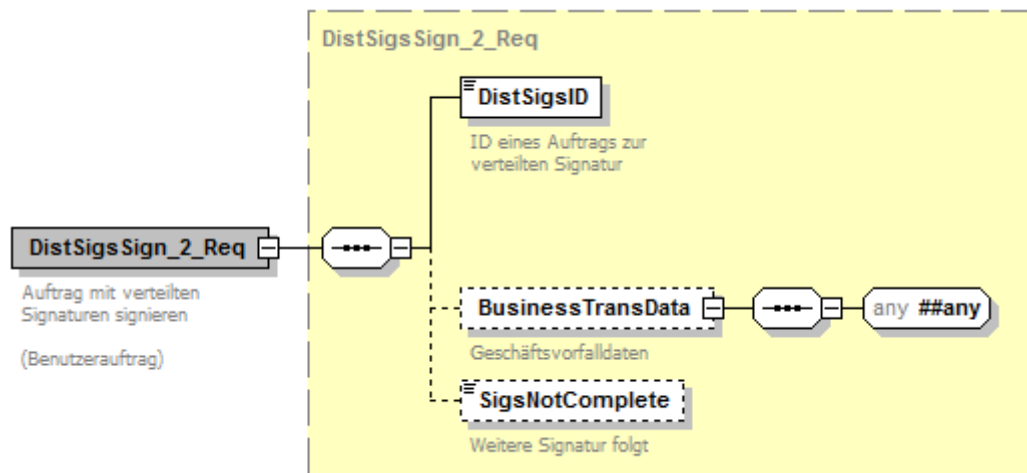 DistSigsSign_2_Req
DistSigsID
ID eines Auftrags zur
verteilten Signatur
DistSigsSign_2_Req
Auftrag mit verteilten
Signaturen signieren
(Benutzerauftrag)
BusinessTransData
any ##any
Geschäftsvorfalldaten
SigsNotComplete
Weitere Signatur folgt